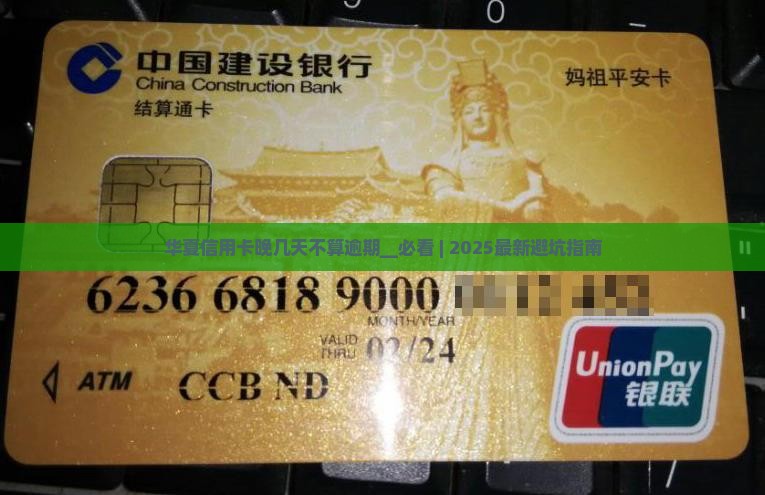 中国建设银行
China Construction Bank
妈祖平安卡
结算通卡
华夏信用卡晚几天不算逾期__必看 | 2025最新避坑指南
6236 6818 9000
MONTH/YEAR
VALID
THRU 02/24
ATM CCB ND
UnionPay
银联